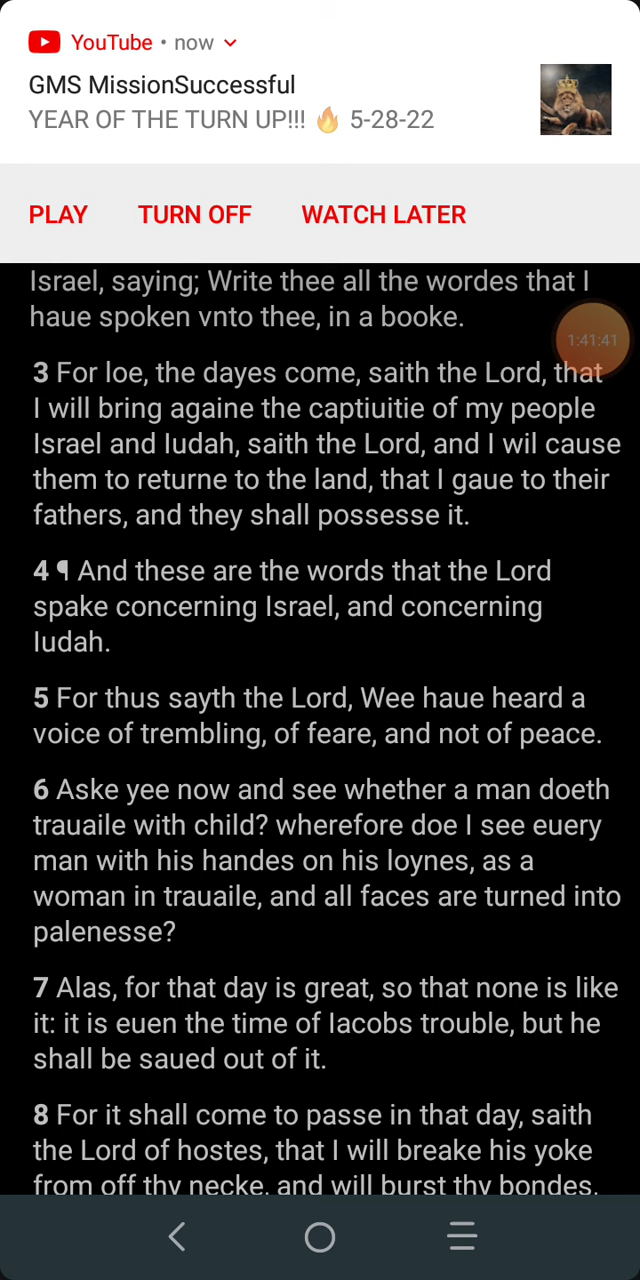 YouTube • now
GMS MissionSuccessful
YEAR OF THE TURN UP!!! 🔥 5-28-22
PLAY TURN OFF WATCH LATER
Israel, saying; Write thee all the wordes that I
haue spoken vnto thee, in a booke.
1:41:41
3 For loe, the dayes come, saith the Lord, that
I will bring againe the captiuitie of my people
Israel and Iudah, saith the Lord, and I wil cause
them to returne to the land, that I gaue to their
fathers, and they shall possesse it.
4 ¶ And these are the words that the Lord
spake concerning Israel, and concerning
Iudah.
5 For thus sayth the Lord, Wee haue heard a
voice of trembling, of feare, and not of peace.
6 Aske yee now and see whether a man doeth
trauaile with child? wherefore doe I see euery
man with his handes on his loynes, as a
woman in trauaile, and all faces are turned into
palenesse?
7 Alas, for that day is great, so that none is like
it: it is euen the time of Iacobs trouble, but he
shall be saued out of it.
8 For it shall come to passe in that day, saith
the Lord of hostes, that I will breake his yoke
from off thy necke, and will burst thy bondes,